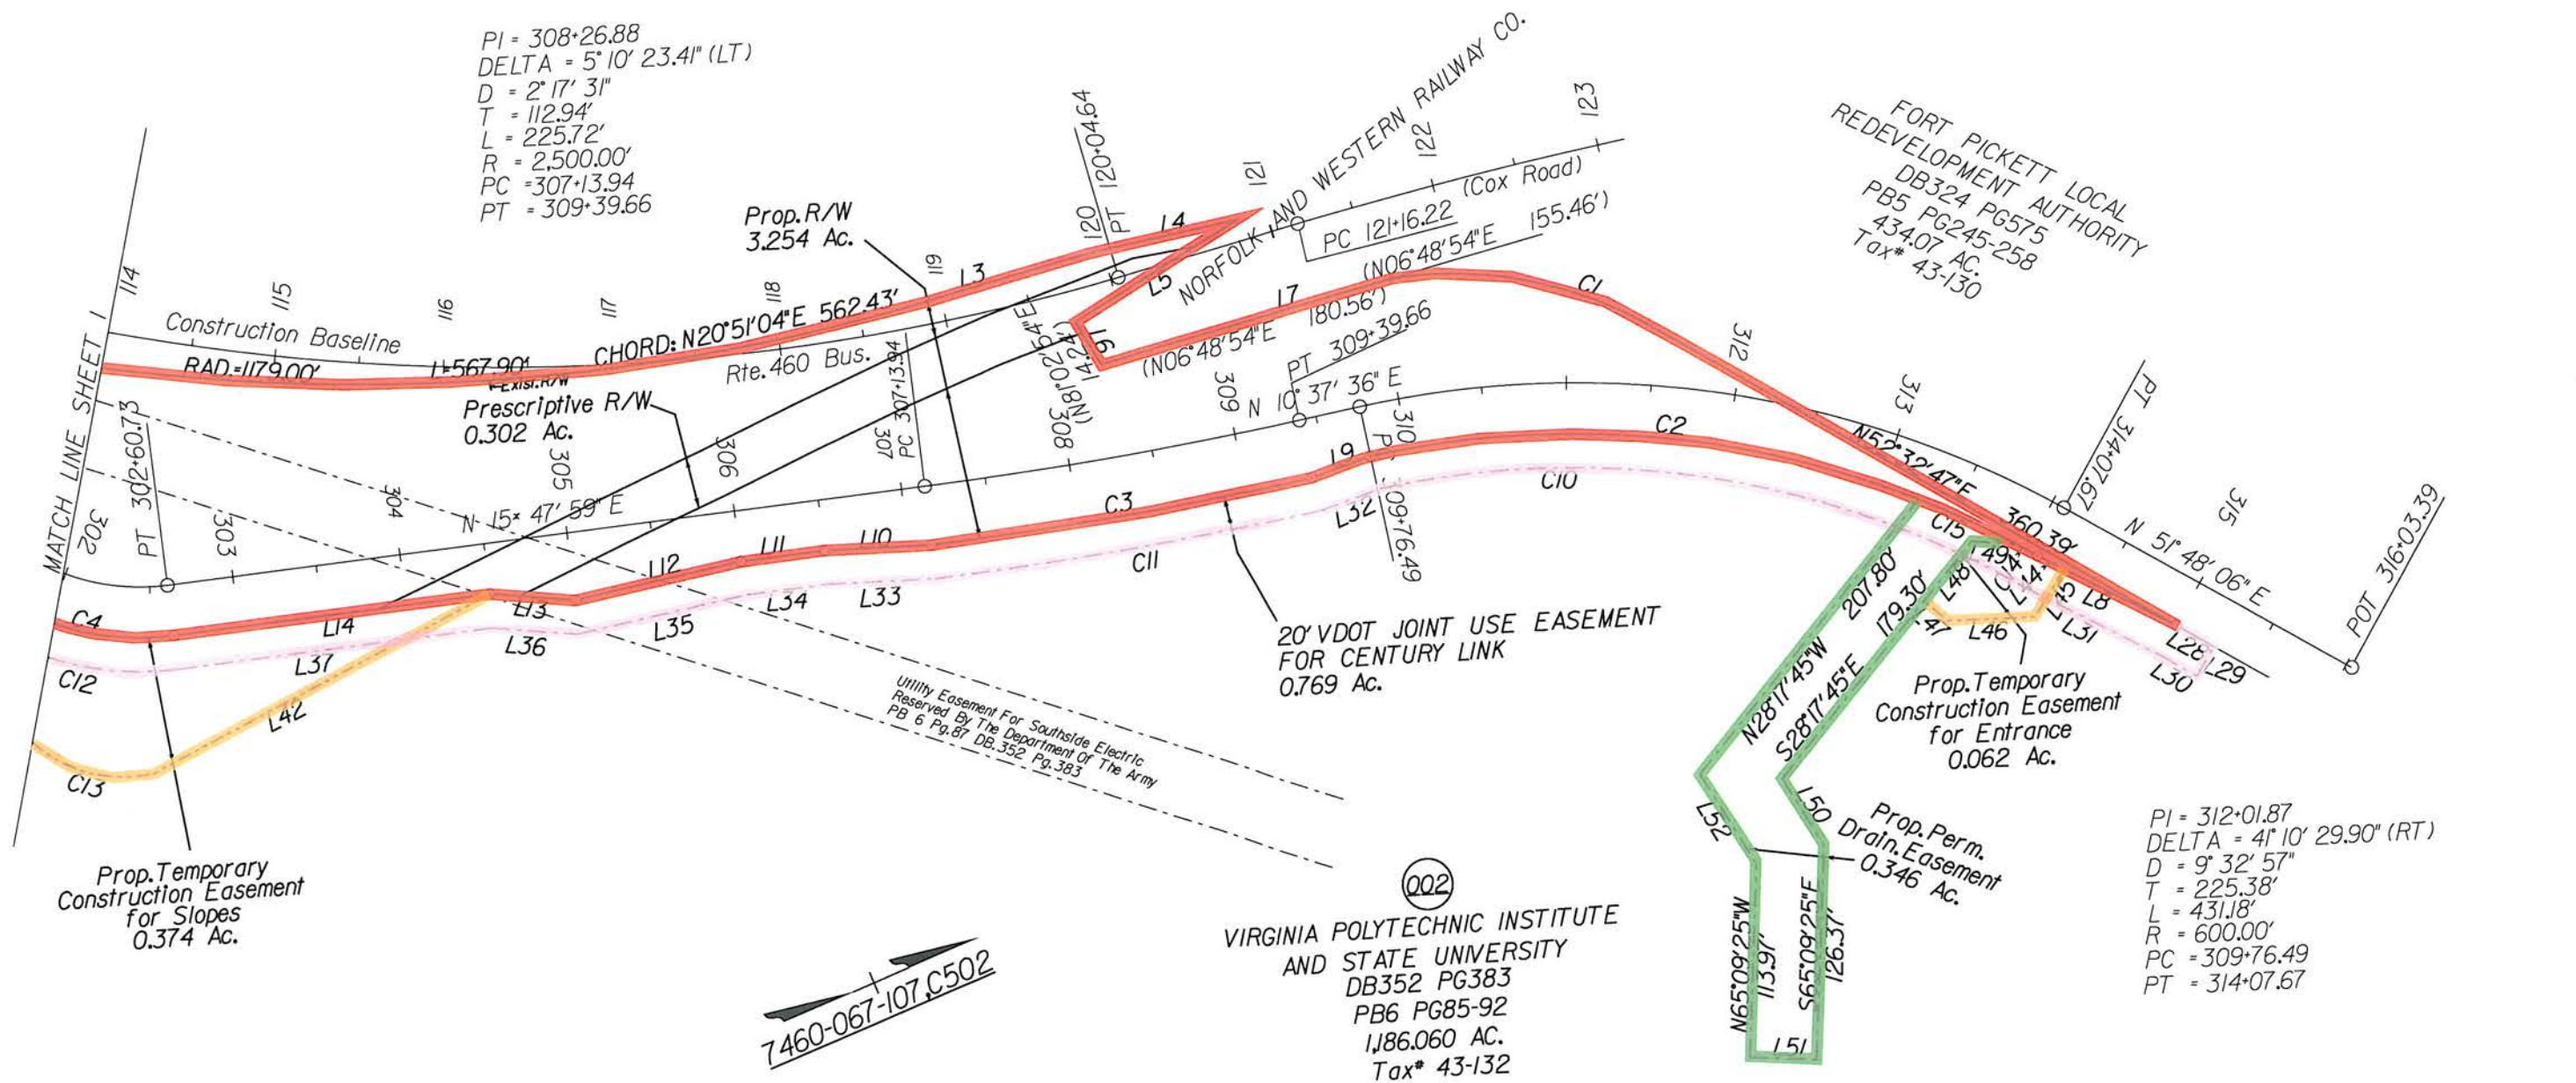 PI = 308+26.88
DELTA = 5° 10' 23.41" (LT)
D = 2° 17' 31"
T = 112.94'
L = 225.72'
R = 2,500.00'
PC =307+13.94
PT = 309+39.66
Prop.R/W
3.254 Ac.
NORFOLK AND WESTERN RAILWAY CO.
FORT PICKETT LOCAL
REDEVELOPMENT AUTHORITY
DB324 PG575
PB5 PG245-258
434.07 AC.
Tax# 43-130
114
115
116
117
118
119
120
PT 120+04.64
121
122
123
(Cox Road)
PC 121+16.22
(N06°48'54"E 155.46')
(N06°48'54"E 180.56')
PT 309+39.66
L3
L4
L5
L7
C1
(N81°02'54"E
14.24')
L6
Construction Baseline
RAD.=1179.00'
L=567.90'
CHORD: N20°51'04"E 562.43'
Rte.460 Bus.
Exist.R/W
Prescriptive R/W
0.302 Ac.
MATCH LINE SHEET 1
PT 302+60.73
302
303
304
305
306
307
PC 307+13.94
308
309
310
312
313
315
N 15° 47' 59" E
N 10° 37' 36" E
309+76.49
PT 314+07.67
N 51° 48' 06" E
POT 316+03.39
N52°32'47"E
360.39'
C2
L9
C3
L10
L11
L12
L13
L14
C4
C10
L32
C11
L33
L34
L35
L36
L37
C12
L42
C13
C15
L49
L48
C14
L45
L8
L46
L31
L28
L29
L30
N28°17'45"W
207.80'
S28°17'45"E
179.30'
20' VDOT JOINT USE EASEMENT
FOR CENTURY LINK
0.769 Ac.
Utility Easement For Southside Electric
Reserved By The Department Of The Army
PB 6 Pg.87 DB.352 Pg.383
Prop.Temporary
Construction Easement
for Entrance
0.062 Ac.
L52
L50
Prop.Perm.
Drain.Easement
0.346 Ac.
N65°09'25"W
113.97'
S65°09'25"E
126.37'
L51
Prop.Temporary
Construction Easement
for Slopes
0.374 Ac.
7460-067-107,C502
002
VIRGINIA POLYTECHNIC INSTITUTE
AND STATE UNIVERSITY
DB352 PG383
PB6 PG85-92
1,186.060 AC.
Tax# 43-132
PI = 312+01.87
DELTA = 41° 10' 29.90" (RT)
D = 9° 32' 57"
T = 225.38'
L = 431.18'
R = 600.00'
PC =309+76.49
PT = 314+07.67